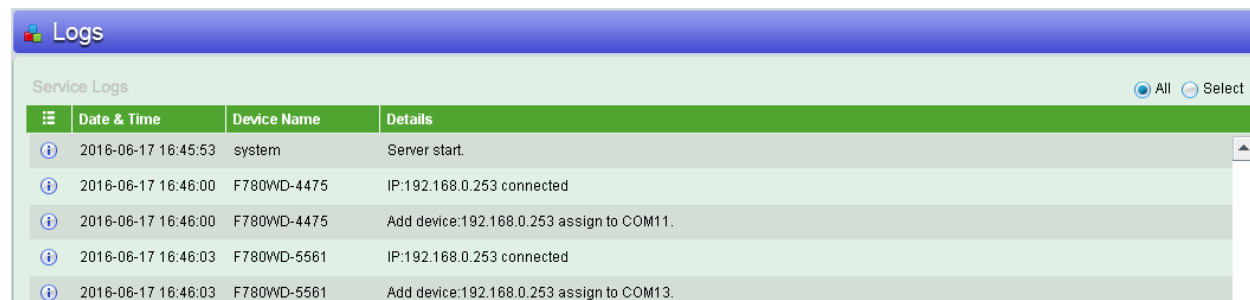 Logs
Service Logs
All Select
Date & Time Device Name Details
2016-06-17 16:45:53 system Server start.
2016-06-17 16:46:00 F780WD-4475 IP:192.168.0.253 connected
2016-06-17 16:46:00 F780WD-4475 Add device:192.168.0.253 assign to COM11.
2016-06-17 16:46:03 F780WD-5561 IP:192.168.0.253 connected
2016-06-17 16:46:03 F780WD-5561 Add device:192.168.0.253 assign to COM13.